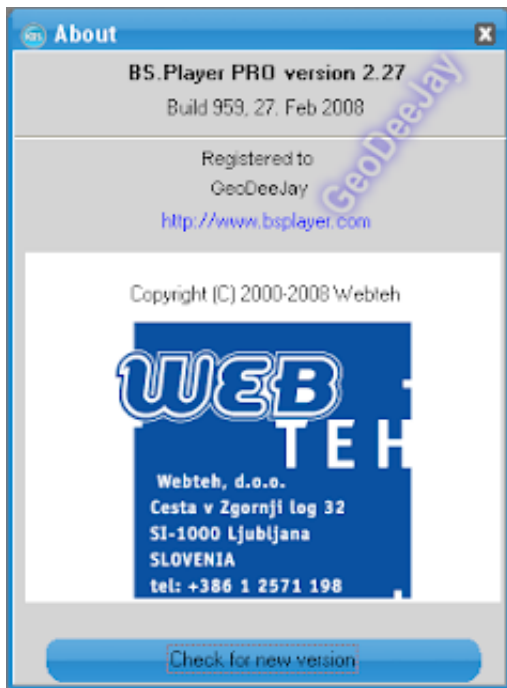 About
BS.Player PRO version 2.27
Build 959, 27. Feb 2008
Registered to
GeoDeeJay
http://www.bsplayer.com
GeoDeeJay
Copyright (C) 2000-2008 Webteh
WEB
TEH
Webteh, d.o.o.
Cesta v Zgornji log 32
SI-1000 Ljubljana
SLOVENIA
tel: +386 1 2571 198
Check for new version